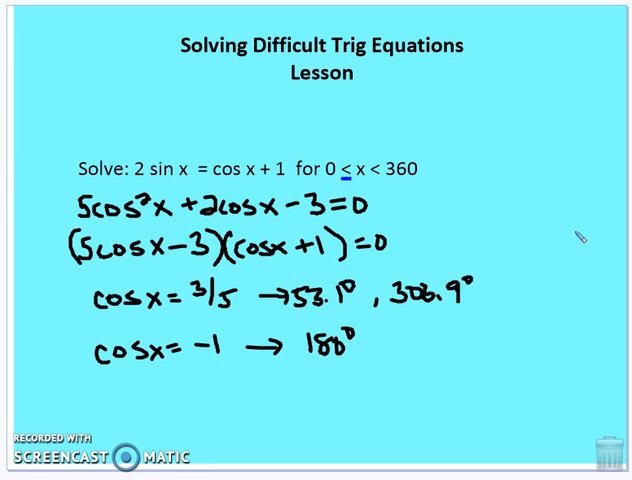 Solving Difficult Trig Equations
Lesson
Solve: 2 sin x = cos x + 1 for 0 < x < 360
5cos²x + 2cosx - 3 = 0
(5cosx - 3)(cosx + 1) = 0
cosx = 3/5 → 53.1°, 306.9°
cosx = -1 → 180°
RECORDED WITH
SCREENCAST MATIC